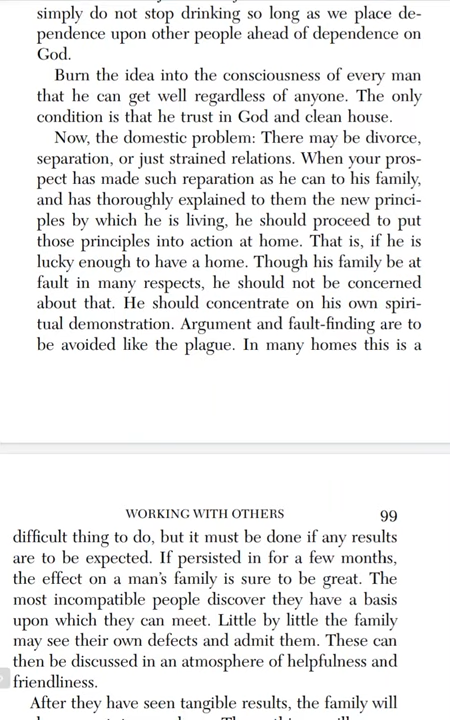 simply do not stop drinking so long as we place de-
pendence upon other people ahead of dependence on
God.
Burn the idea into the consciousness of every man
that he can get well regardless of anyone. The only
condition is that he trust in God and clean house.
Now, the domestic problem: There may be divorce,
separation, or just strained relations. When your pros-
pect has made such reparation as he can to his family,
and has thoroughly explained to them the new princi-
ples by which he is living, he should proceed to put
those principles into action at home. That is, if he is
lucky enough to have a home. Though his family be at
fault in many respects, he should not be concerned
about that. He should concentrate on his own spiri-
tual demonstration. Argument and fault-finding are to
be avoided like the plague. In many homes this is a
WORKING WITH OTHERS 99
difficult thing to do, but it must be done if any results
are to be expected. If persisted in for a few months,
the effect on a man's family is sure to be great. The
most incompatible people discover they have a basis
upon which they can meet. Little by little the family
may see their own defects and admit them. These can
then be discussed in an atmosphere of helpfulness and
friendliness.
After they have seen tangible results, the family will